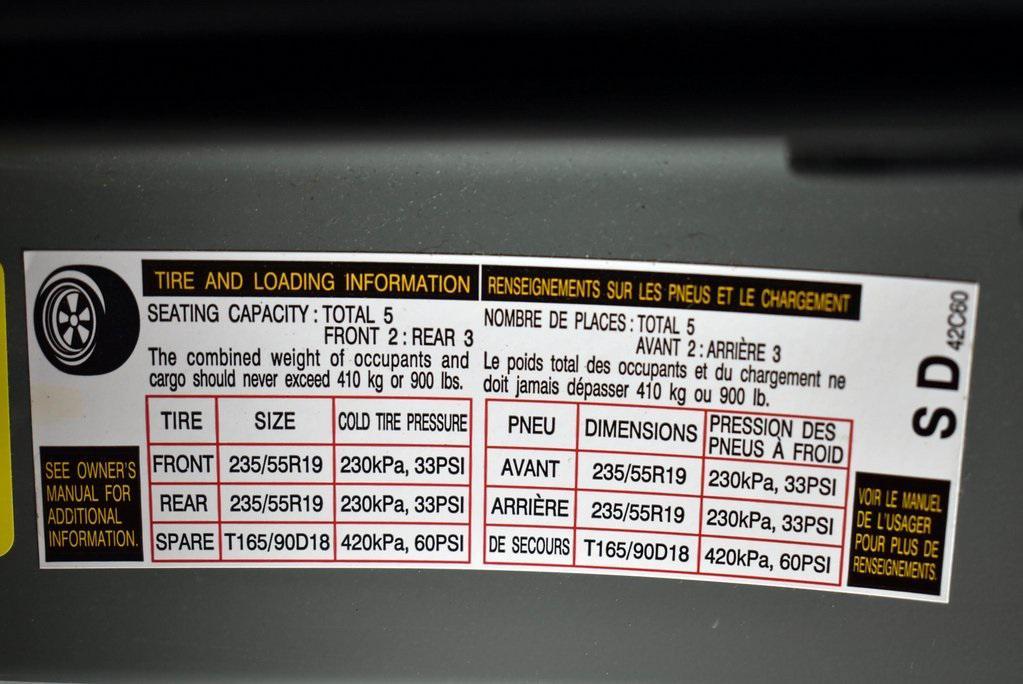 TIRE AND LOADING INFORMATION
SEATING CAPACITY : TOTAL 5
FRONT 2 : REAR 3
The combined weight of occupants and
cargo should never exceed 410 kg or 900 lbs.
TIRE SIZE COLD TIRE PRESSURE
FRONT 235/55R19 230kPa, 33PSI
REAR 235/55R19 230kPa, 33PSI
SPARE T165/90D18 420kPa, 60PSI
SEE OWNER'S
MANUAL FOR
ADDITIONAL
INFORMATION.
RENSEIGNEMENTS SUR LES PNEUS ET LE CHARGEMENT
NOMBRE DE PLACES : TOTAL 5
AVANT 2 : ARRIÈRE 3
Le poids total des occupants et du chargement ne
doit jamais dépasser 410 kg ou 900 lb.
PNEU DIMENSIONS PRESSION DES
PNEUS À FROID
AVANT 235/55R19 230kPa, 33PSI
ARRIÈRE 235/55R19 230kPa, 33PSI
DE SECOURS T165/90D18 420kPa, 60PSI
VOIR LE MANUEL
DE L'USAGER
POUR PLUS DE
RENSEIGNEMENTS.
S D
42C60